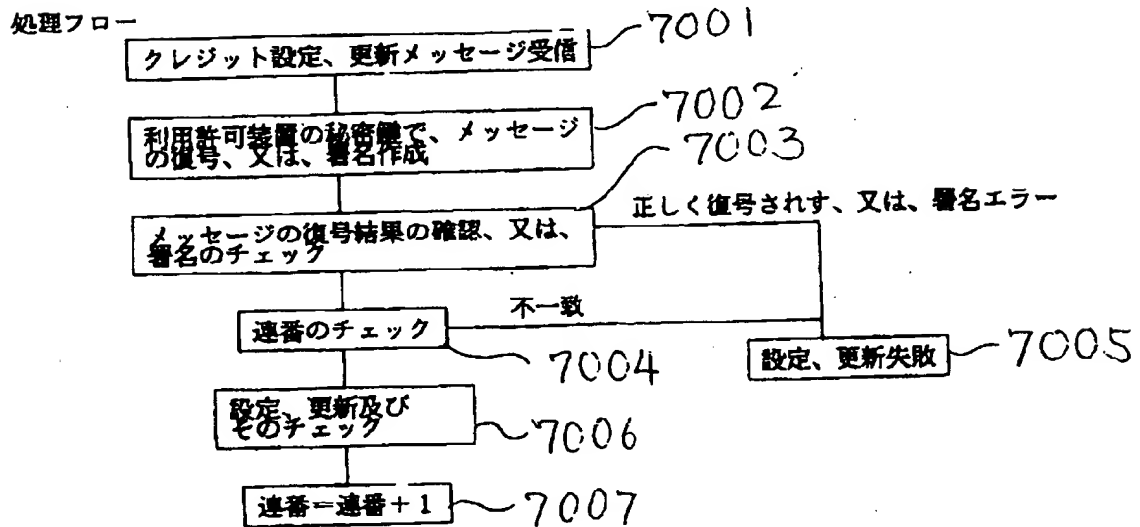 処理フロー
クレジット設定、更新メッセージ受信
7001
利用許可装置の秘密鍵で、メッセージ
の復号、又は、署名作成
7002
7003
メッセージの復号結果の確認、又は、
署名のチェック
正しく復号されす、又は、署名エラー
連番のチェック
不一致
7004
設定、更新失敗
7005
設定、更新及び
そのチェック
7006
連番=連番+1
7007